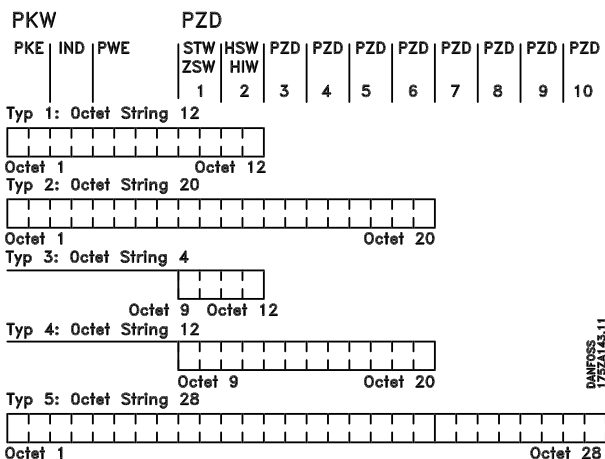 PKW PZD
PKE IND PWE STW HSW PZD PZD PZD PZD PZD PZD PZD PZD
ZSW HIW
1 2 3 4 5 6 7 8 9 10
Typ 1: Octet String 12
Octet 1 Octet 12
Typ 2: Octet String 20
Octet 1 Octet 20
Typ 3: Octet String 4
Octet 9 Octet 12
Typ 4: Octet String 12
Octet 9 Octet 20
DANFOSS
175ZA143.11
Typ 5: Octet String 28
Octet 1 Octet 28